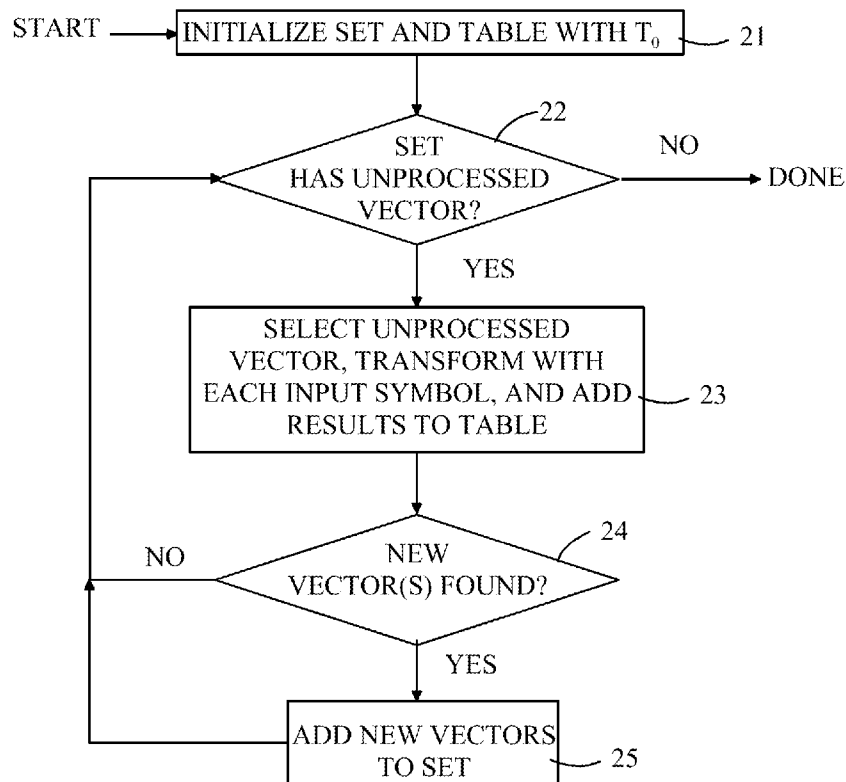 START
INITIALIZE SET AND TABLE WITH T₀
21
22
SET
HAS UNPROCESSED
VECTOR?
NO
DONE
YES
SELECT UNPROCESSED
VECTOR, TRANSFORM WITH
EACH INPUT SYMBOL, AND ADD
RESULTS TO TABLE
23
24
NEW
VECTOR(S) FOUND?
NO
YES
ADD NEW VECTORS
TO SET
25